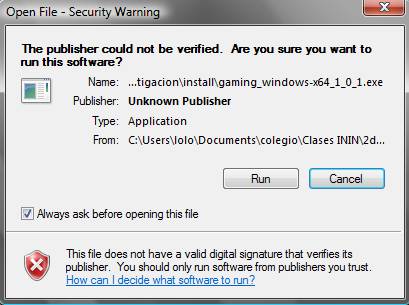 Open File - Security Warning
The publisher could not be verified. Are you sure you want to
run this software?
Name: ...tigacion\install\gaming_windows-x64_1_0_1.exe
Publisher: Unknown Publisher
Type: Application
From: C:\Users\lolo\Documents\colegio\Clases ININ\2d...
Run Cancel
Always ask before opening this file
This file does not have a valid digital signature that verifies its
publisher. You should only run software from publishers you trust.
How can I decide what software to run?